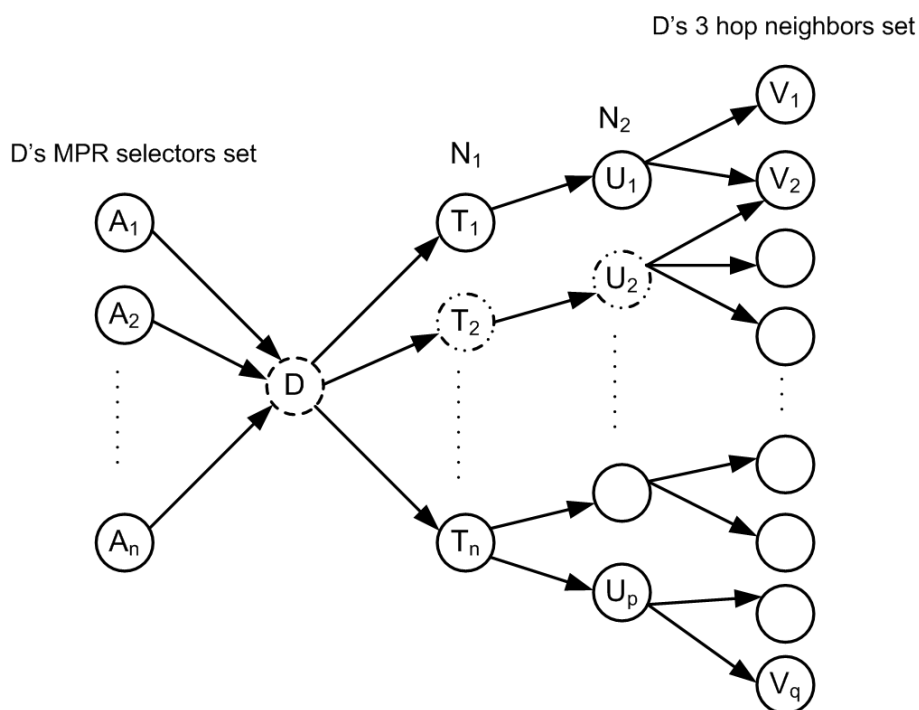 D's 3 hop neighbors set
V1
N2
D's MPR selectors set
N1
U1
V2
A1
T1
U2
A2
T2
D
An
Tn
Up
Vq